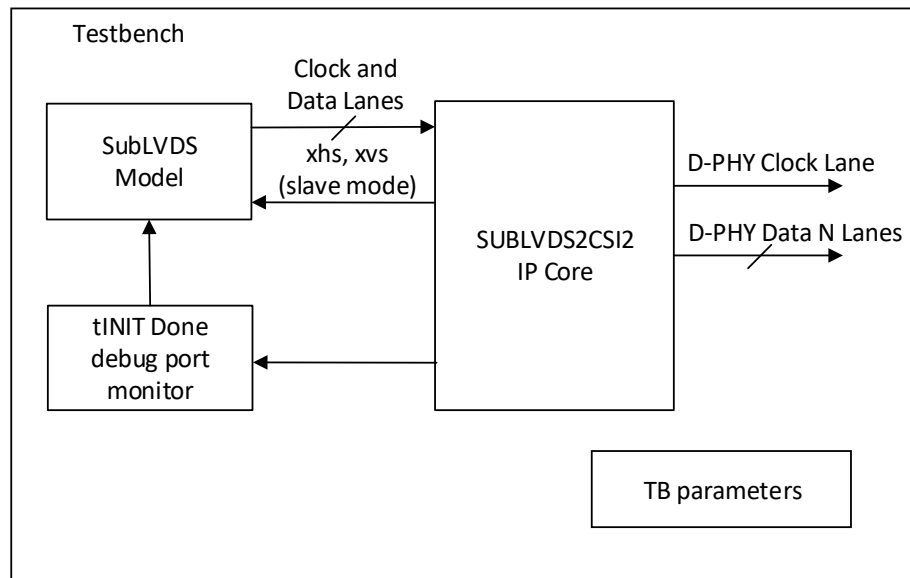 Testbench
Clock and
Data Lanes
SubLVDS
Model
xhs, xvs
(slave mode)
D-PHY Clock Lane
SUBLVDS2CSI2
IP Core
D-PHY Data N Lanes
tINIT Done
debug port
monitor
TB parameters